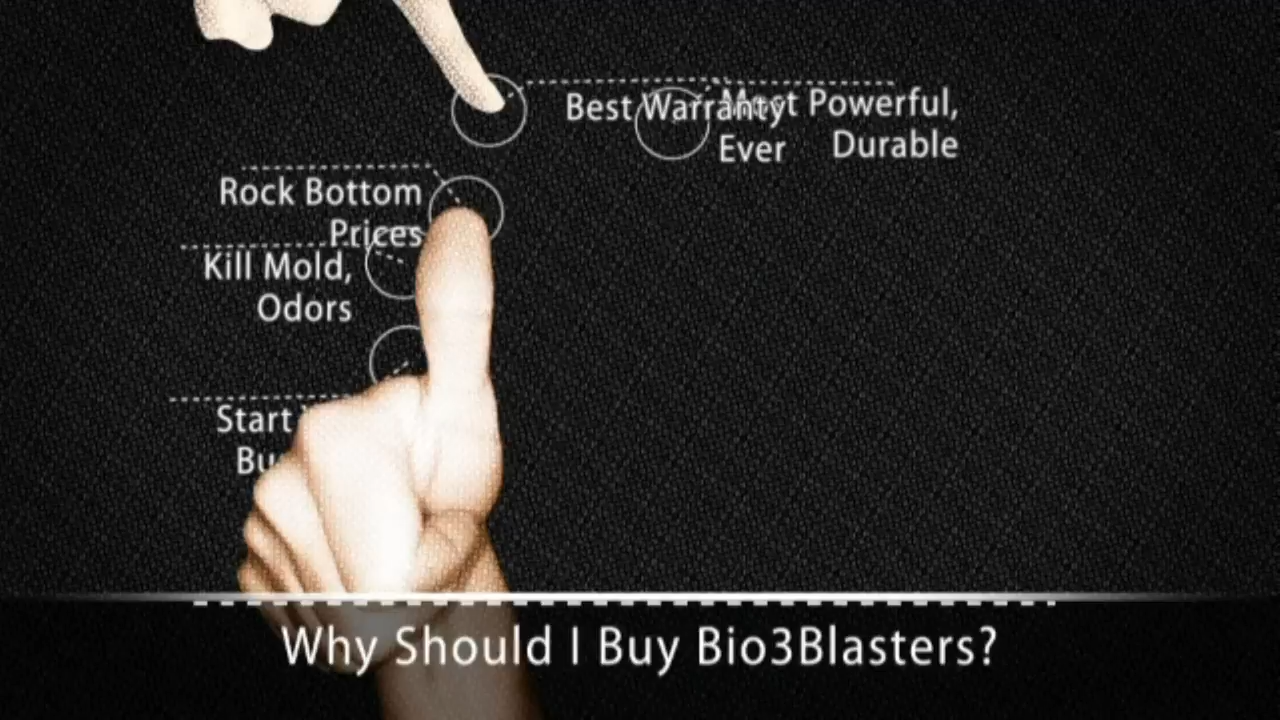 Best Warranty
Ever
Most Powerful,
Durable
Rock Bottom
Prices
Kill Mold,
Odors
Start
Why Should I Buy Bio3Blasters?